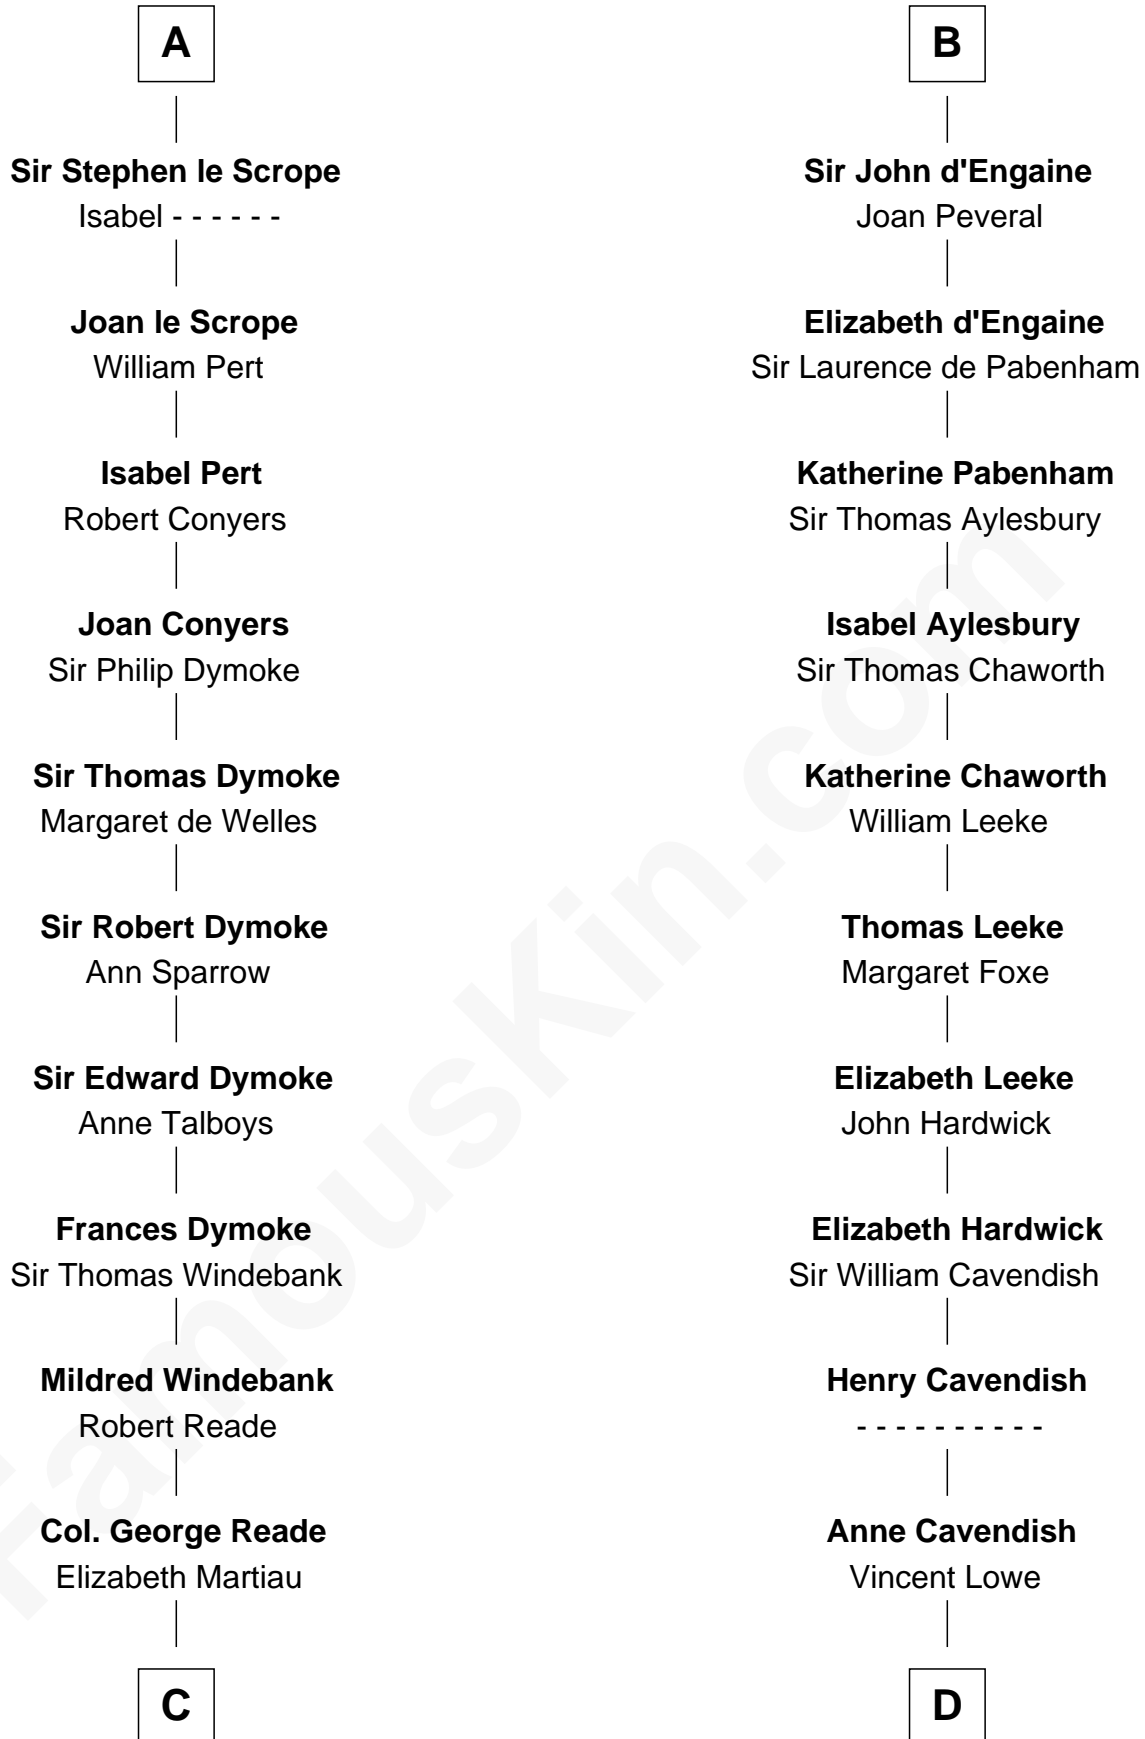 A
Sir Stephen le Scrope
Isabel - - - - - -
Joan le Scrope
William Pert
Isabel Pert
Robert Conyers
Joan Conyers
Sir Philip Dymoke
Sir Thomas Dymoke
Margaret de Welles
Sir Robert Dymoke
Ann Sparrow
Sir Edward Dymoke
Anne Talboys
Frances Dymoke
Sir Thomas Windebank
Mildred Windebank
Robert Reade
Col. George Reade
Elizabeth Martiau
C
B
Sir John d'Engaine
Joan Peveral
Elizabeth d'Engaine
Sir Laurence de Pabenham
Katherine Pabenham
Sir Thomas Aylesbury
Isabel Aylesbury
Sir Thomas Chaworth
Katherine Chaworth
William Leeke
Thomas Leeke
Margaret Foxe
Elizabeth Leeke
John Hardwick
Elizabeth Hardwick
Sir William Cavendish
Henry Cavendish
- - - - - - - - - -
Anne Cavendish
Vincent Lowe
D
FamousKin.com